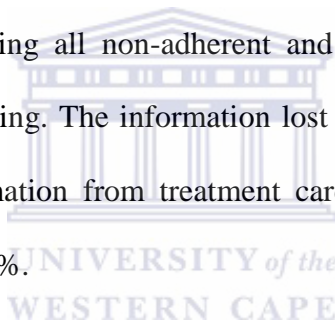 ing all non-adherent and
ing. The information lost
nation from treatment car
UNIVERSITY of the
%.
WESTERN CAPE